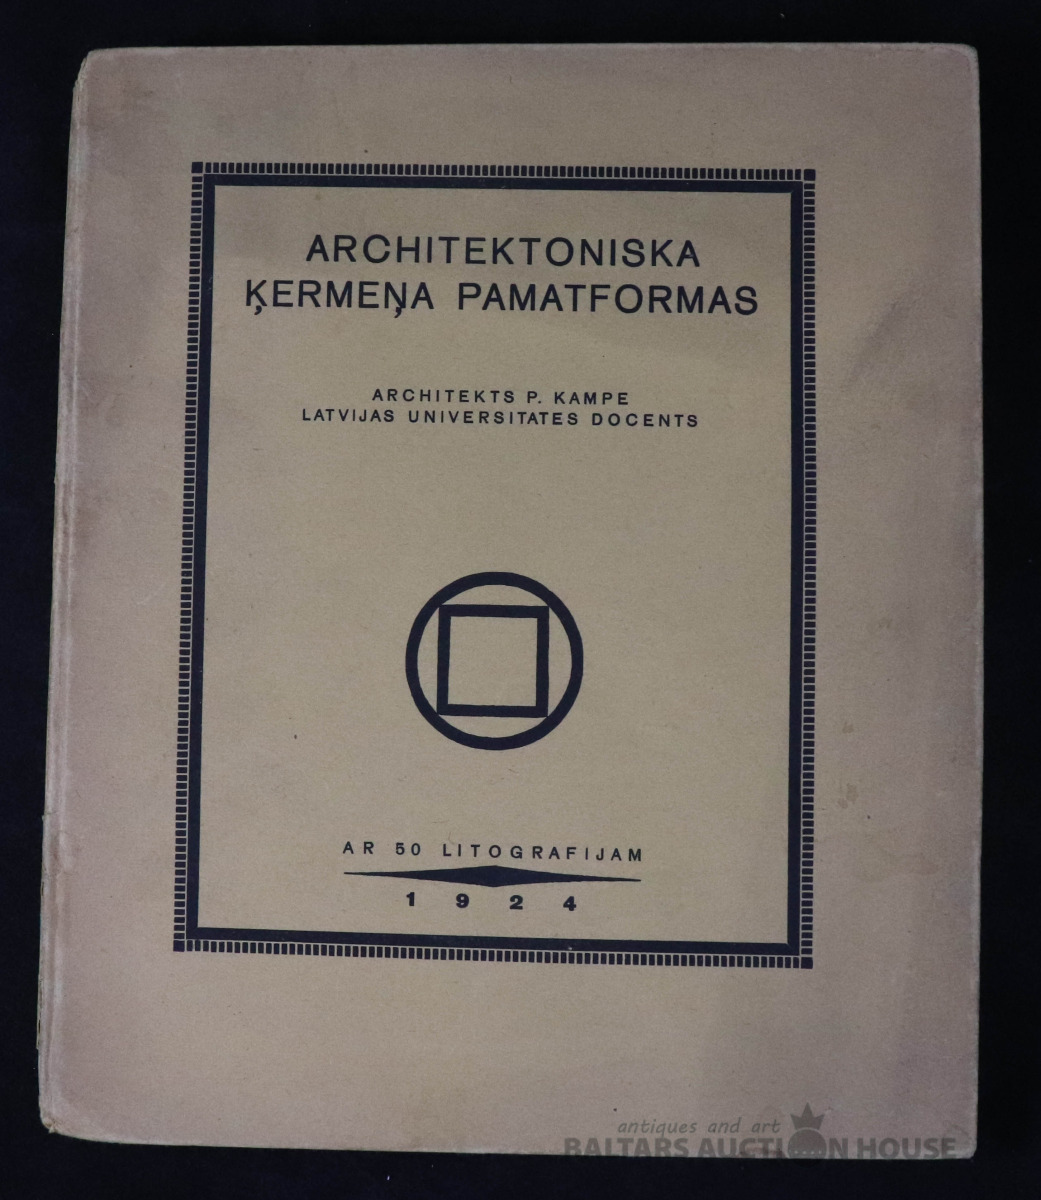 ARCHITEKTONISKA
ĶERMEŅA PAMATFORMAS
ARCHITEKTS P. KAMPE
LATVIJAS UNIVERSITATES DOCENTS
AR 50 LITOGRAFIJAM
1924
antiques and art
BALTARS AUCTION HOUSE